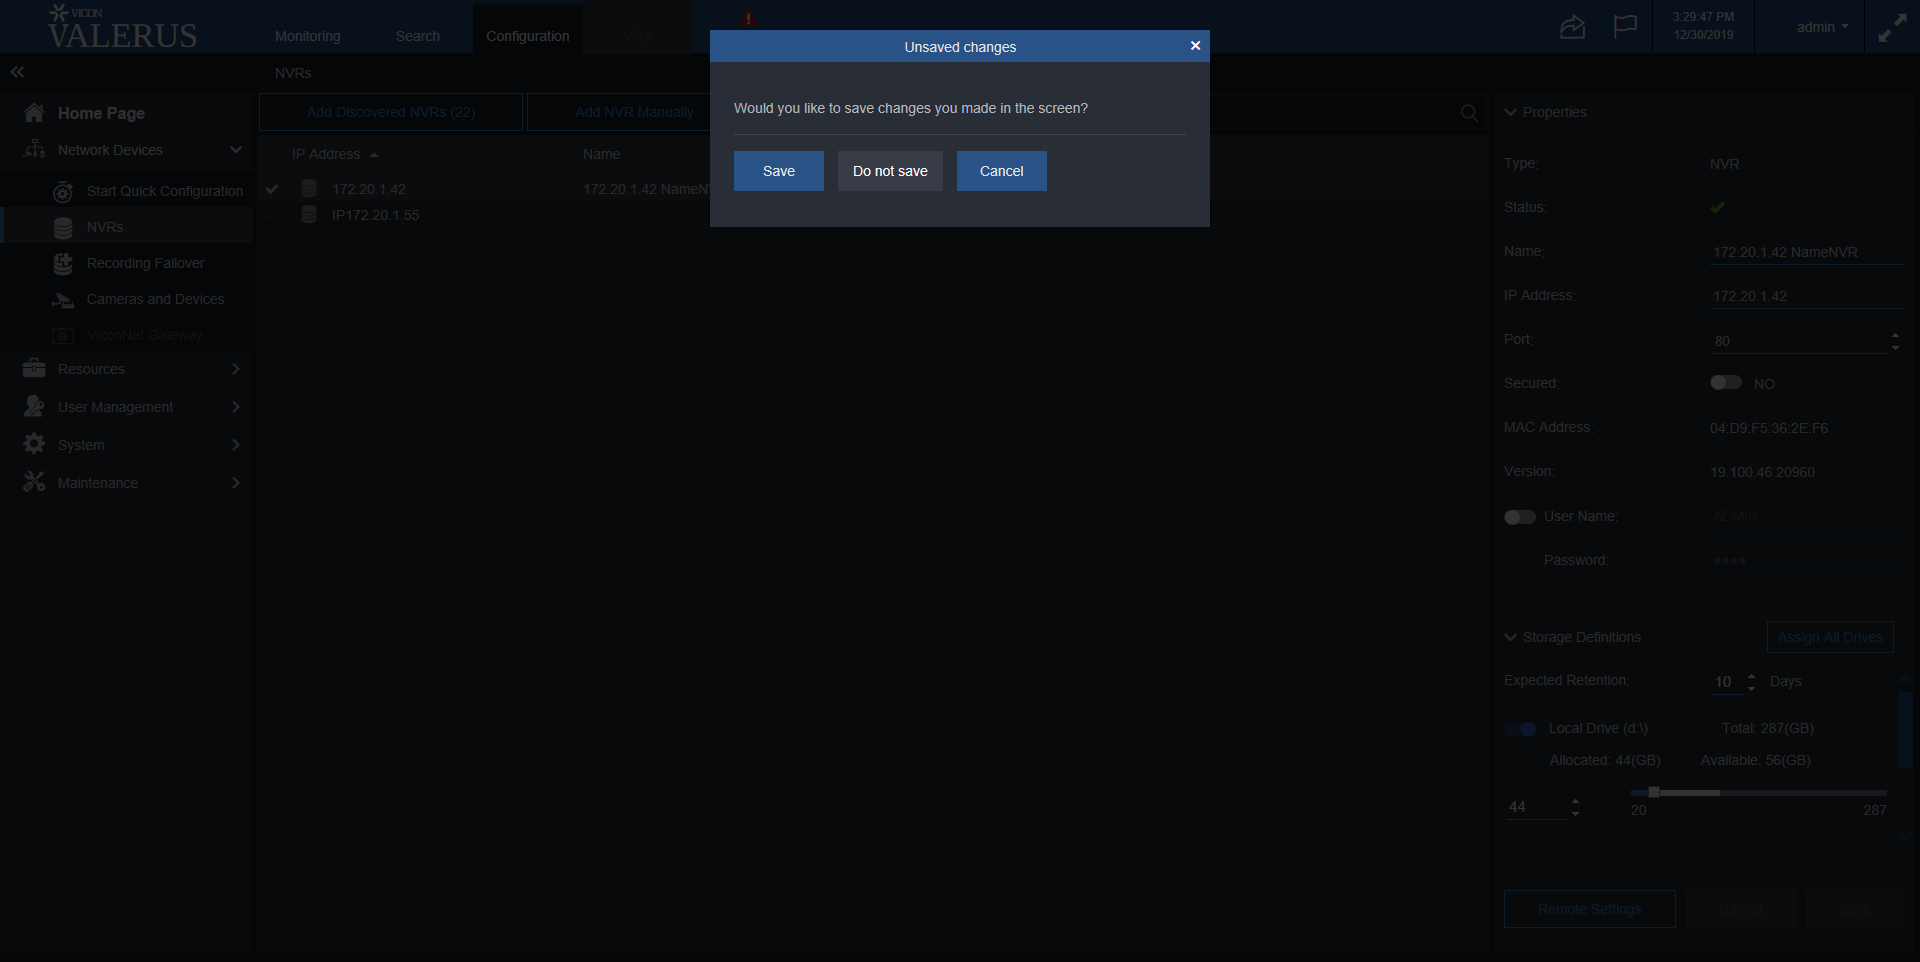 VICON
VALERUS
Monitoring
Search
Configuration
VAX
3:29:47 PM
12/30/2019
admin
Unsaved changes
Would you like to save changes you made in the screen?
Save
Do not save
Cancel
NVRs
Home Page
Network Devices
Start Quick Configuration
NVRs
Recording Failover
Cameras and Devices
ViconNet Gateway
Resources
User Management
System
Maintenance
Add Discovered NVRs (22)
Add NVR Manually
IP Address
Name
172.20.1.42
172.20.1.42 NameN
IP172.20.1.55
Properties
Type: NVR
Status:
Name: 172.20.1.42 NameNVR
IP Address: 172.20.1.42
Port: 80
Secured: NO
MAC Address: 04:D9:F5:36:2E:F6
Version: 19.100.46.20960
User Name: ADMIN
Password: ••••
Storage Definitions
Assign All Drives
Expected Retention: 10 Days
Local Drive (d:\) Total: 287(GB)
Allocated: 44(GB) Available: 56(GB)
44
20 287
Remote Settings
Cancel
Save